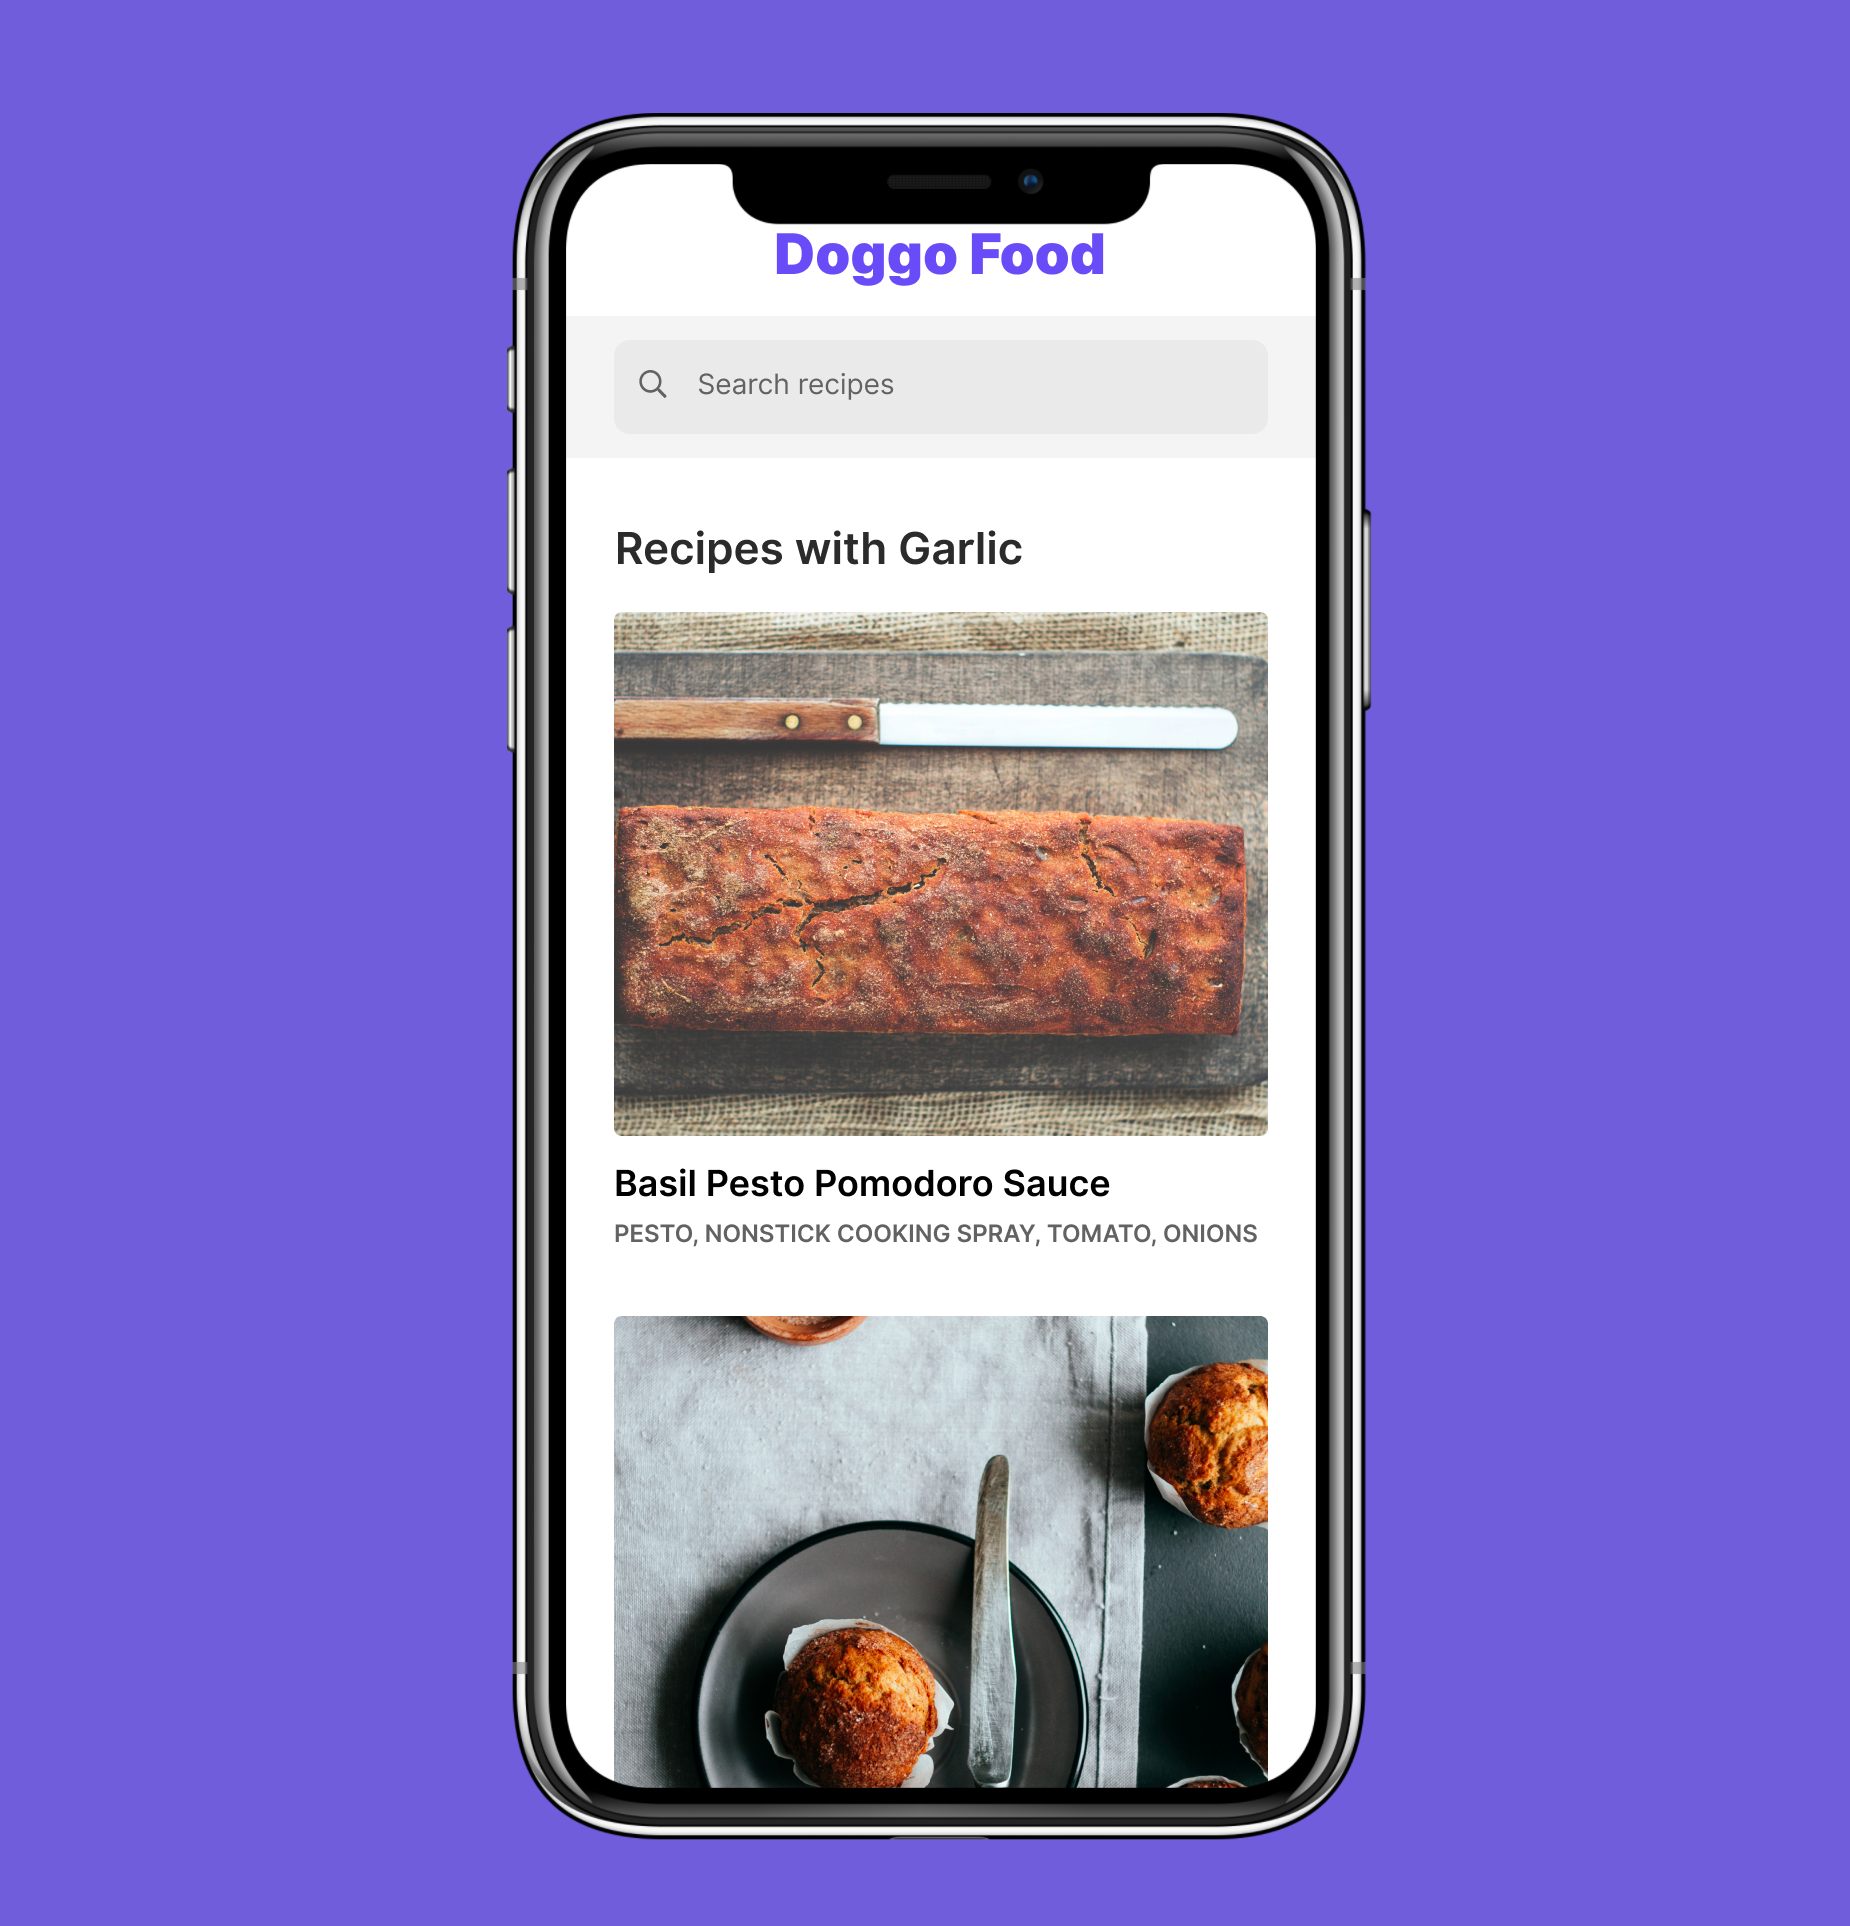 Doggo Food
Search recipes
Recipes with Garlic
Basil Pesto Pomodoro Sauce
PESTO, NONSTICK COOKING SPRAY, TOMATO, ONIONS